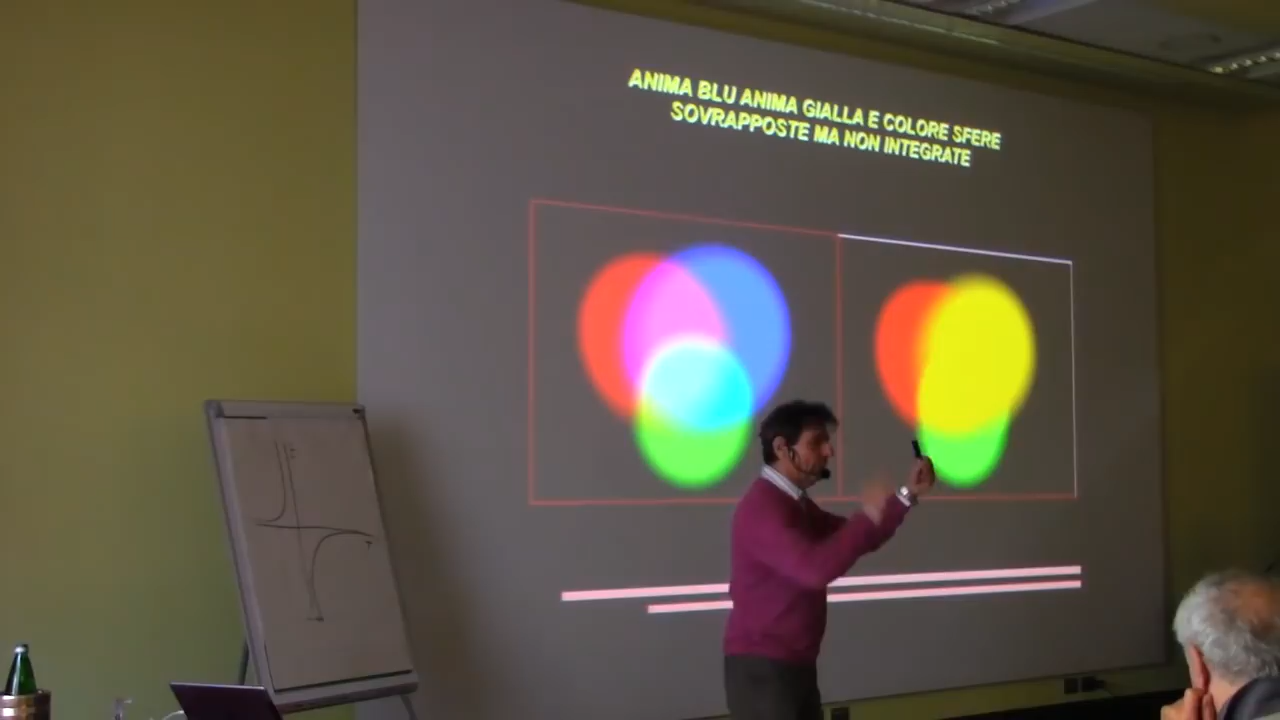 ANIMA BLU ANIMA GIALLA E COLORE SFERE
SOVRAPPOSTE MA NON INTEGRATE